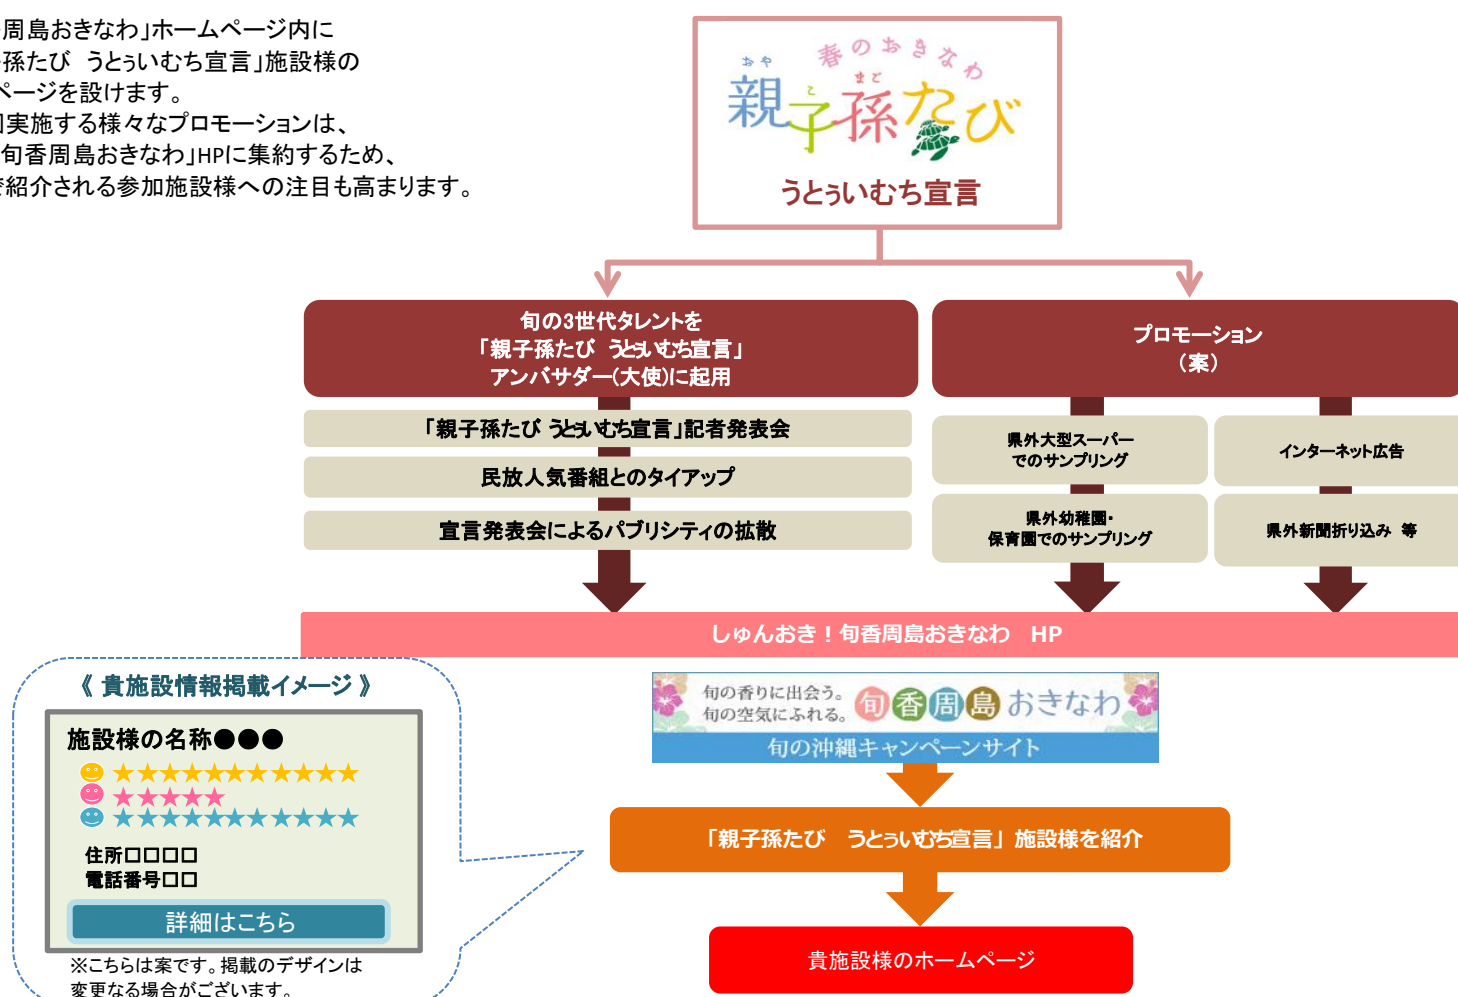 周島おきなわ」ホームページ内に
孫たび うとぅいむち宣言」施設様の
ページを設けます。
実施する様々なプロモーションは、
旬香周島おきなわ」HPに集約するため、
紹介される参加施設様への注目も高まります。
春のおきなわ
おや こ まご
親子孫たび
うとぅいむち宣言
旬の3世代タレントを
「親子孫たび うとぅいむち宣言」
アンバサダー(大使)に起用
プロモーション
（案）
「親子孫たび うとぅいむち宣言」記者発表会
民放人気番組とのタイアップ
宣言発表会によるパブリシティの拡散
県外大型スーパー
でのサンプリング
インターネット広告
県外幼稚園・
保育園でのサンプリング
県外新聞折り込み 等
しゅんおき！旬香周島おきなわ HP
旬の香りに出会う。
旬の空気にふれる。
旬香周島おきなわ
旬の沖縄キャンペーンサイト
「親子孫たび うとぅいむち宣言」施設様を紹介
貴施設様のホームページ
《 貴施設情報掲載イメージ 》
施設様の名称●●●
★★★★★★★★★★★
★★★★★
★★★★★★★★★★★
住所□□□□
電話番号□□
詳細はこちら
※こちらは案です。掲載のデザインは
変更なる場合がございます。